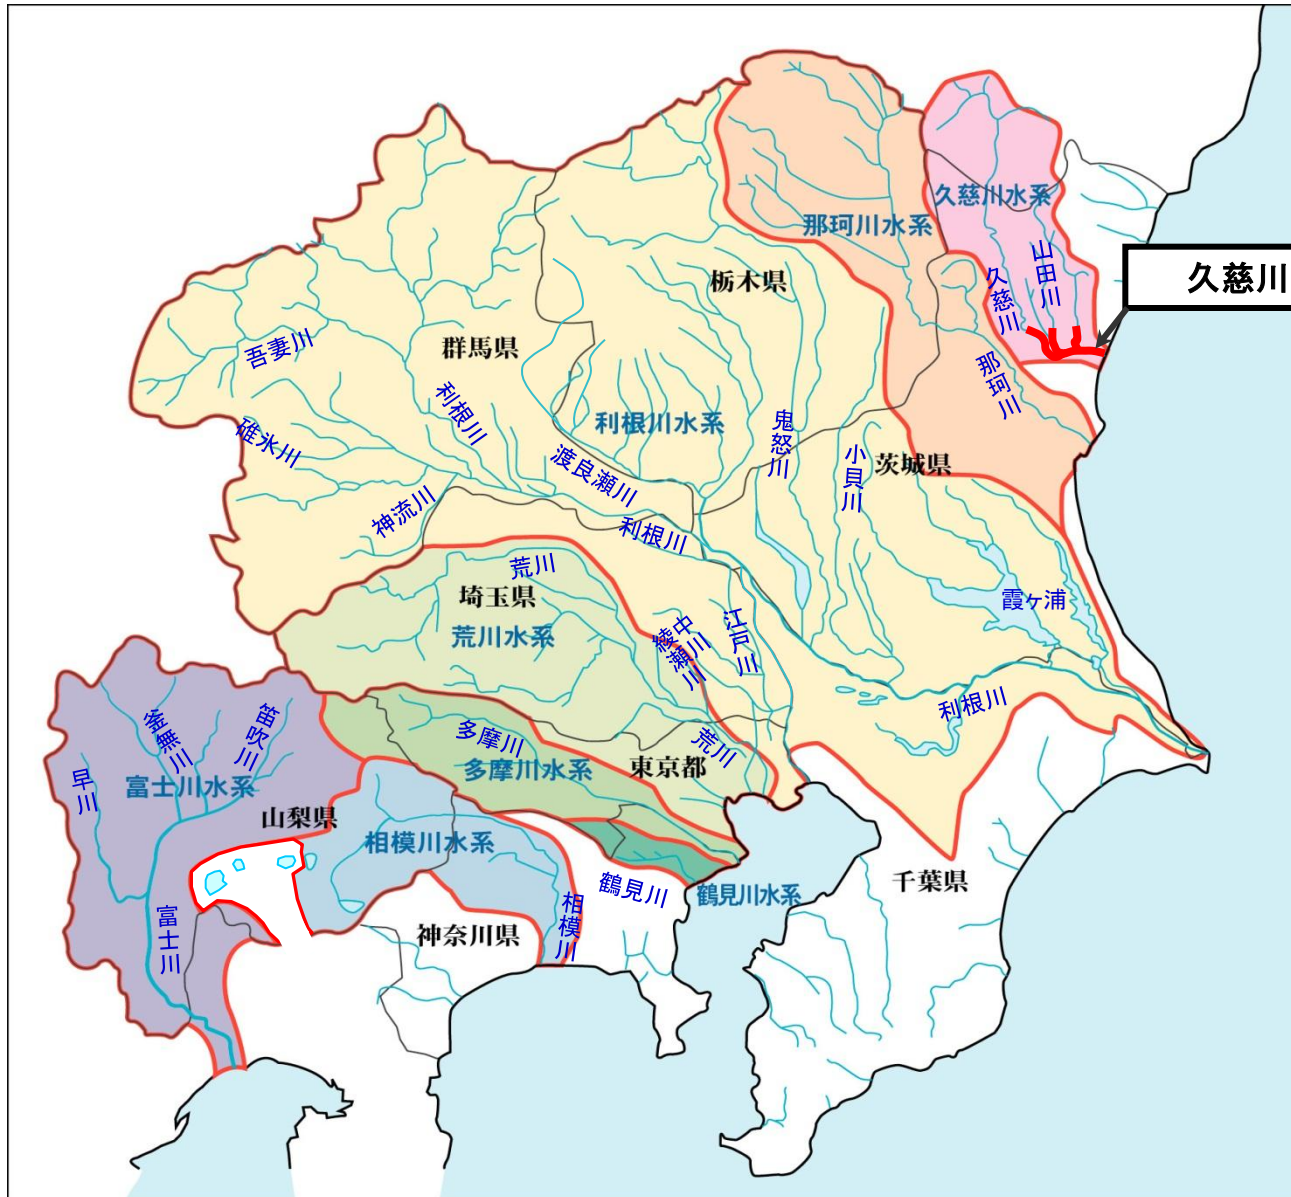 久慈川水系
那珂川水系
山田川
久慈川
久慈川
栃木県
群馬県
吾妻川
那珂川
利根川
利根川水系
鬼怒川
碓氷川
小貝川
茨城県
渡良瀬川
神流川
利根川
荒川
埼玉県
荒川水系
霞ヶ浦
中川
綾瀬川
江戸川
利根川
釜無川
笛吹川
多摩川
荒川
早川
富士川水系
多摩川水系
東京都
山梨県
相模川水系
鶴見川
鶴見川水系
千葉県
富士川
神奈川県
相模川